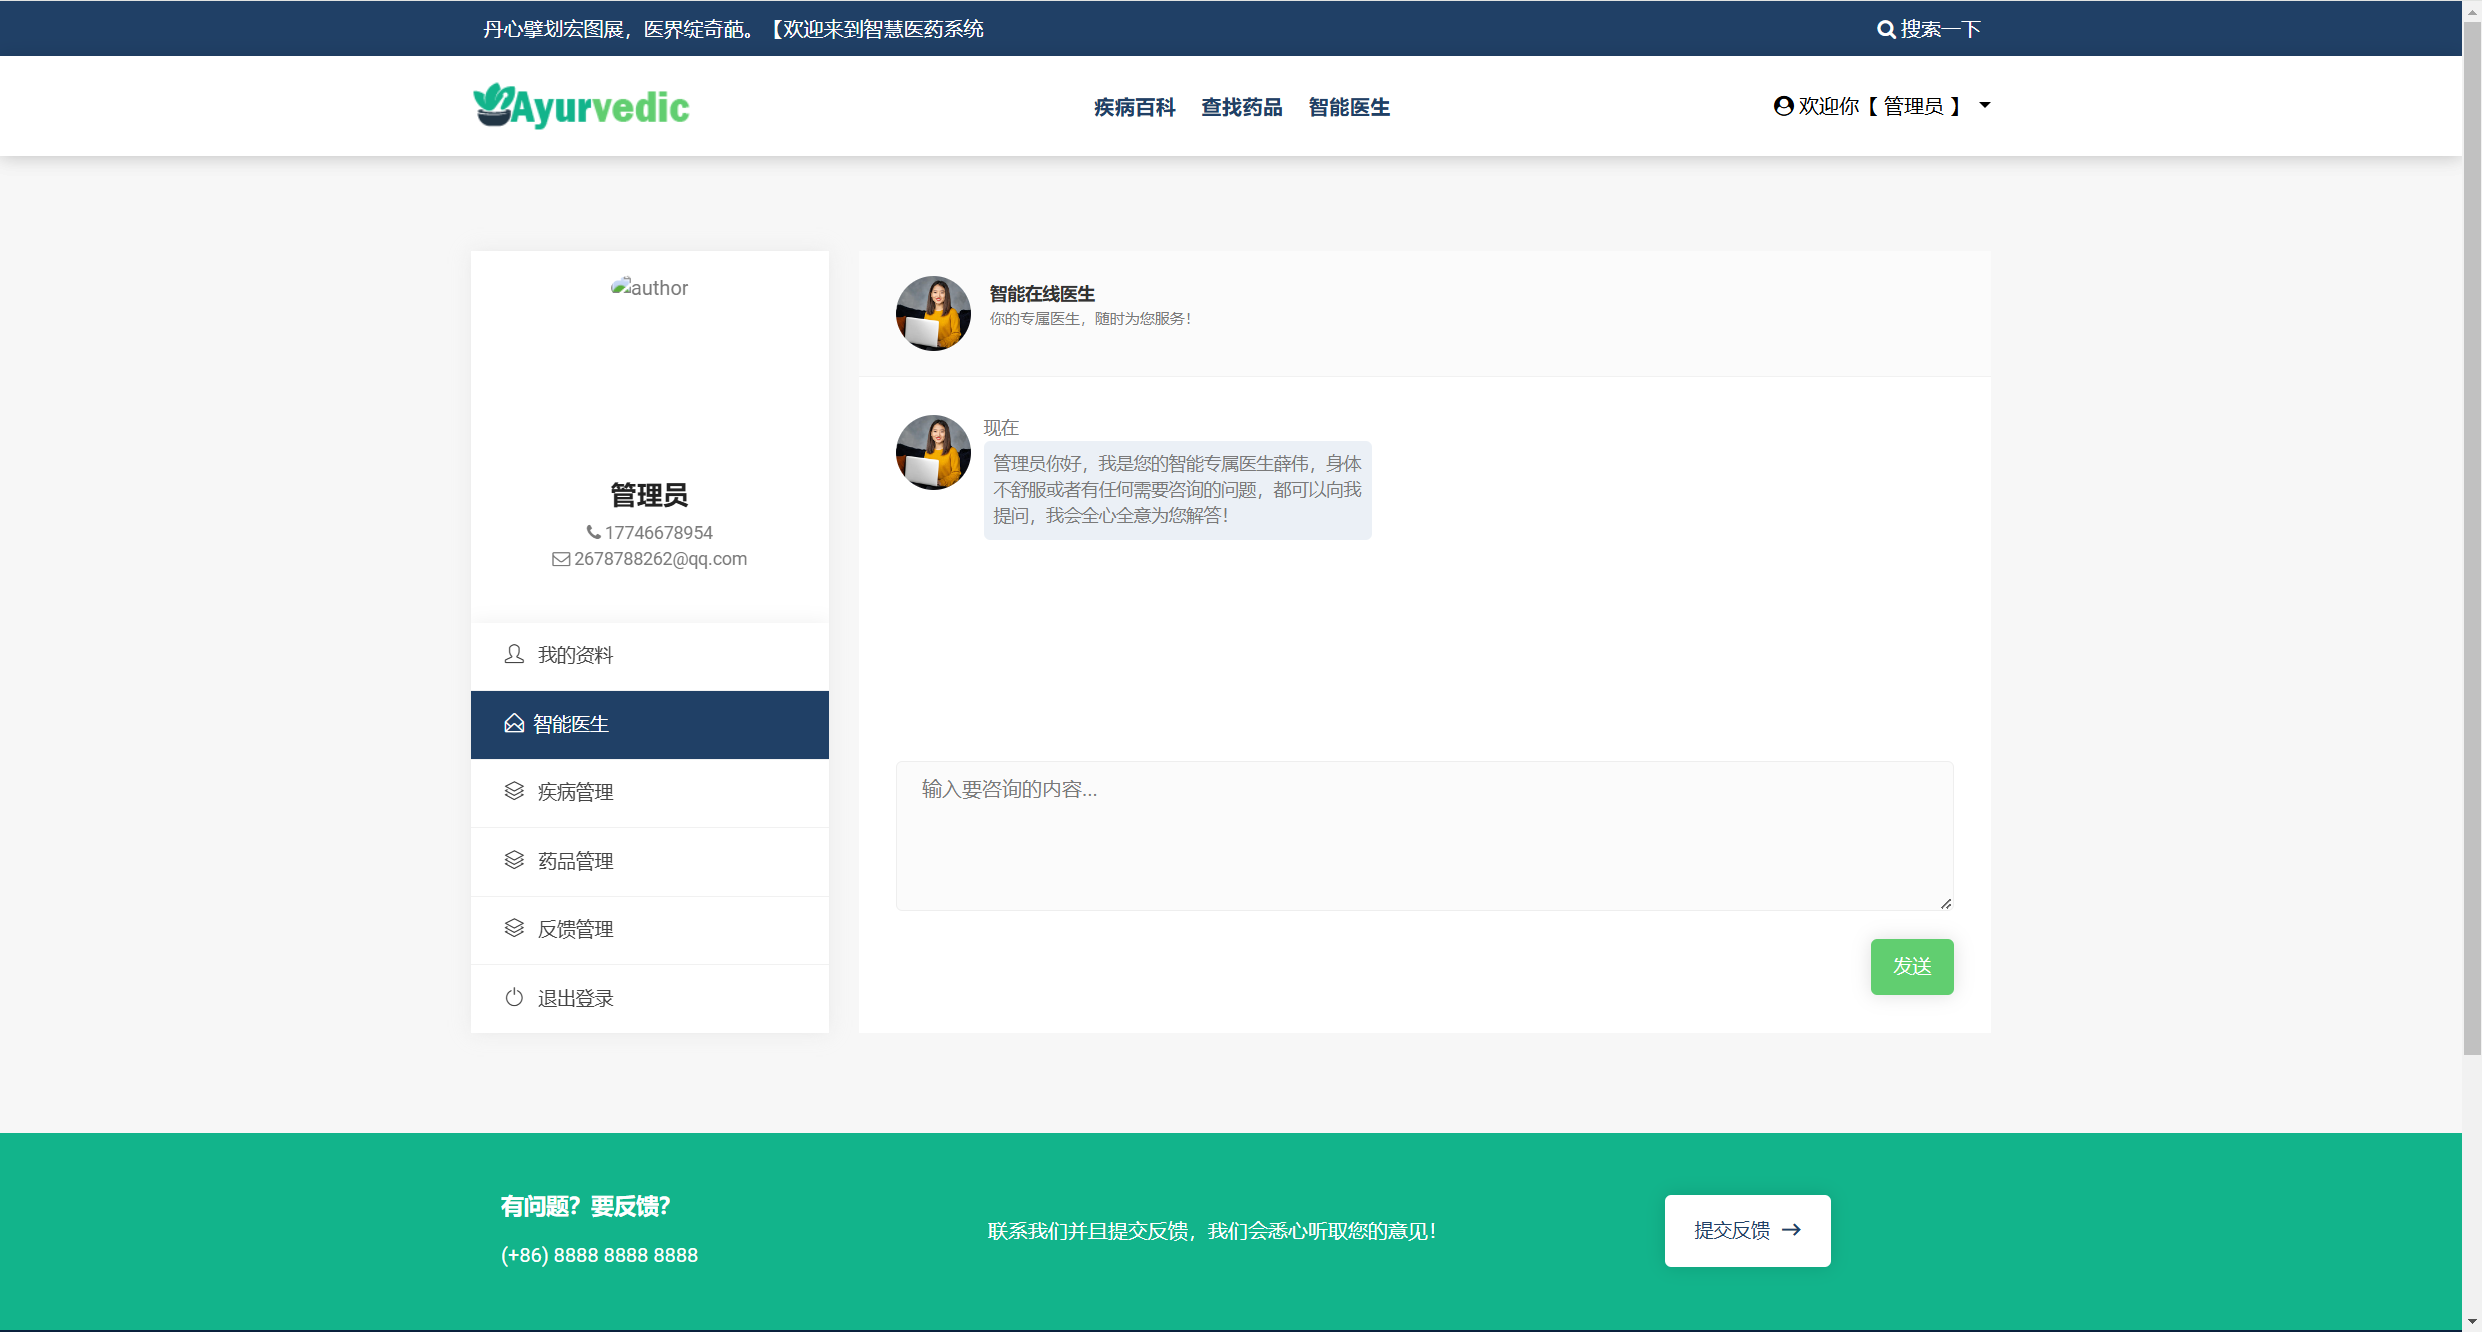 丹心擘划宏图展，医界绽奇葩。【欢迎来到智慧医药系统
搜索一下
Ayurvedic
疾病百科 查找药品 智能医生
欢迎你【 管理员 】
author
管理员
17746678954
2678788262@qq.com
我的资料
智能医生
疾病管理
药品管理
反馈管理
退出登录
智能在线医生
你的专属医生，随时为您服务！
现在
管理员你好，我是您的智能专属医生薛伟，身体
不舒服或者有任何需要咨询的问题，都可以向我
提问，我会全心全意为您解答！
输入要咨询的内容...
发送
有问题？要反馈？
(+86) 8888 8888 8888
联系我们并且提交反馈，我们会悉心听取您的意见！
提交反馈 →